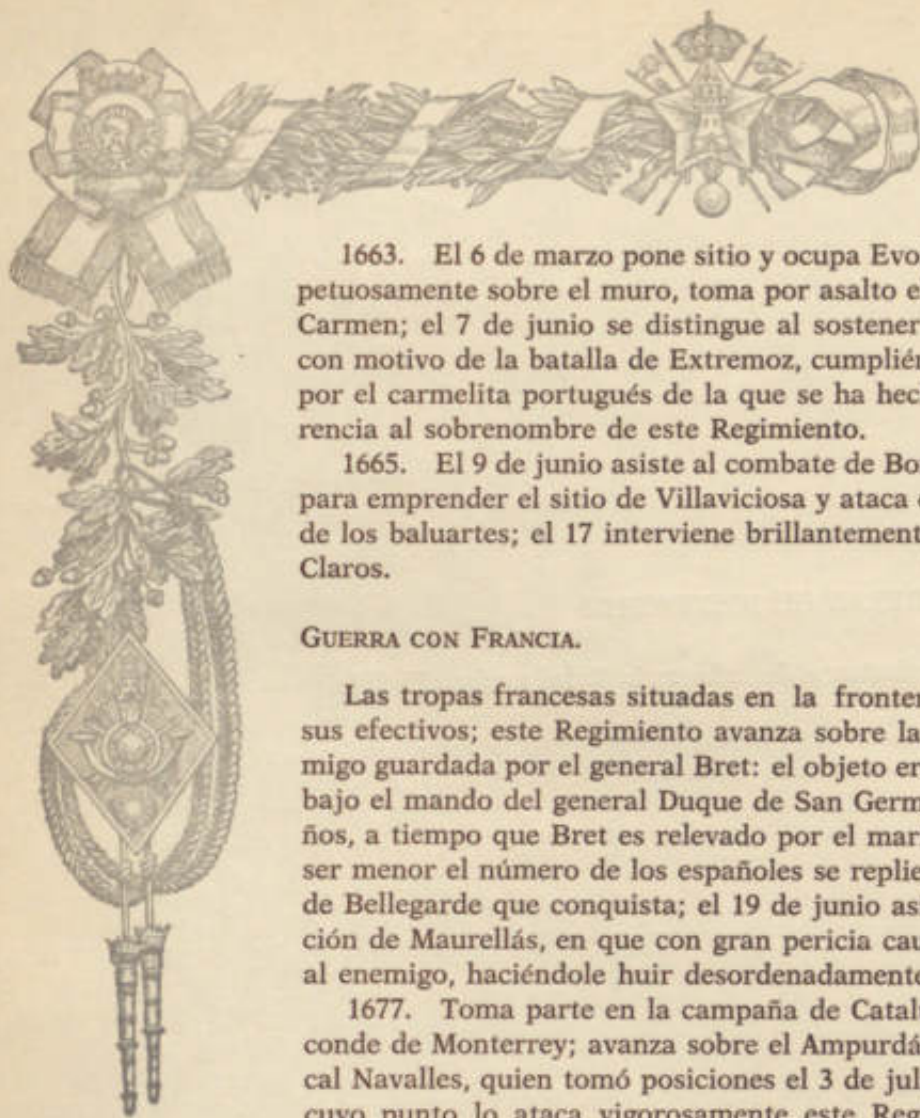 1663. El 6 de marzo pone sitio y ocupa Evo
petuosamente sobre el muro, toma por asalto e
Carmen; el 7 de junio se distingue al sostener
con motivo de la batalla de Extremoz, cumplién
por el carmelita portugués de la que se ha hec
rencia al sobrenombre de este Regimiento.
1665. El 9 de junio asiste al combate de Bo
para emprender el sitio de Villaviciosa y ataca
de los baluartes; el 17 interviene brillantement
Claros.
GUERRA CON FRANCIA.
Las tropas francesas situadas en la fronter
sus efectivos; este Regimiento avanza sobre la
migo guardada por el general Bret: el objeto er
bajo el mando del general Duque de San Germ
ños, a tiempo que Bret es relevado por el mar
ser menor el número de los españoles se replie
de Bellegarde que conquista; el 19 de junio as
ción de Maurellás, en que con gran pericia cau
al enemigo, haciéndole huir desordenadamente
1677. Toma parte en la campaña de Catal
conde de Monterrey; avanza sobre el Ampurdá
cal Navalles, quien tomó posiciones el 3 de jul
cuyo punto lo ataca vigorosamente este Reg